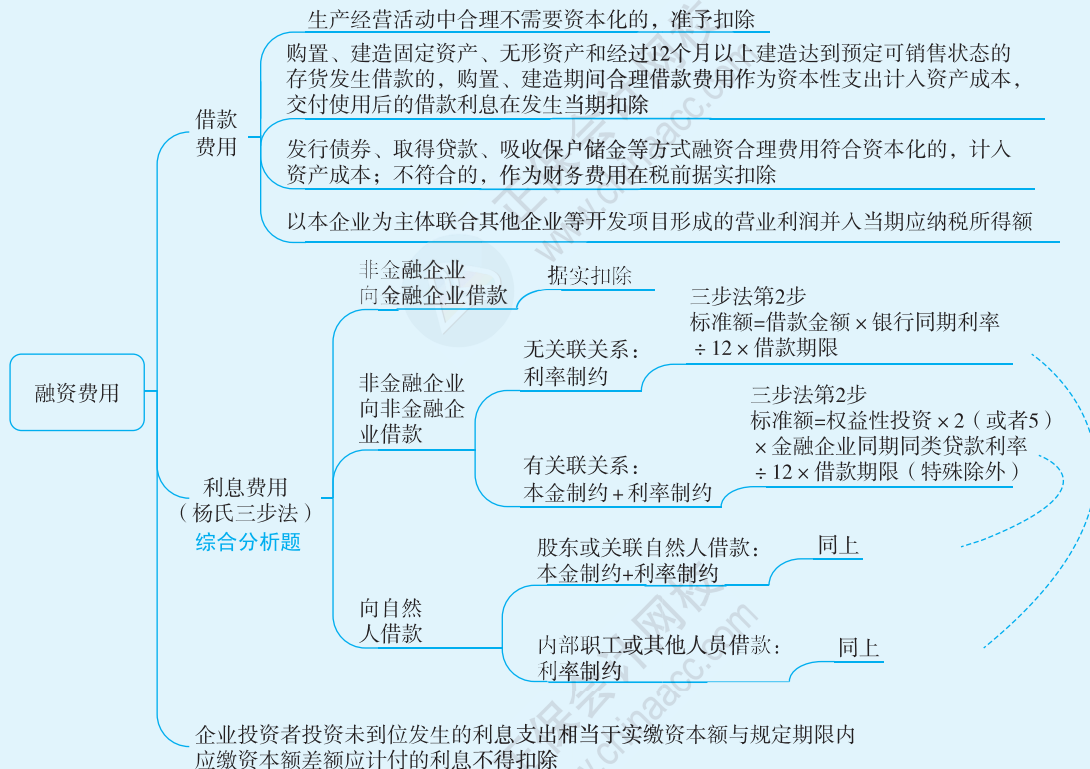 融资费用
借款
费用
生产经营活动中合理不需要资本化的，准予扣除
购置、建造固定资产、无形资产和经过12个月以上建造达到预定可销售状态的
存货发生借款的，购置、建造期间合理借款费用作为资本性支出计入资产成本，
交付使用后的借款利息在发生当期扣除
发行债券、取得贷款、吸收保户储金等方式融资合理费用符合资本化的，计入
资产成本；不符合的，作为财务费用在税前据实扣除
以本企业为主体联合其他企业等开发项目形成的营业利润并入当期应纳税所得额
利息费用
（杨氏三步法）
综合分析题
非金融企业
向金融企业借款
据实扣除
非金融企业
向非金融企
业借款
无关联关系：
利率制约
三步法第2步
标准额=借款金额×银行同期利率
÷12×借款期限
有关联关系：
本金制约+利率制约
三步法第2步
标准额=权益性投资×2（或者5）
×金融企业同期同类贷款利率
÷12×借款期限（特殊除外）
向自然
人借款
股东或关联自然人借款：
本金制约+利率制约
同上
内部职工或其他人员借款：
利率制约
同上
企业投资者投资未到位发生的利息支出相当于实缴资本额与规定期限内
应缴资本额差额应计付的利息不得扣除
正保会计网校
www.chinaacc.com
正保会计网校
www.chinaacc.com